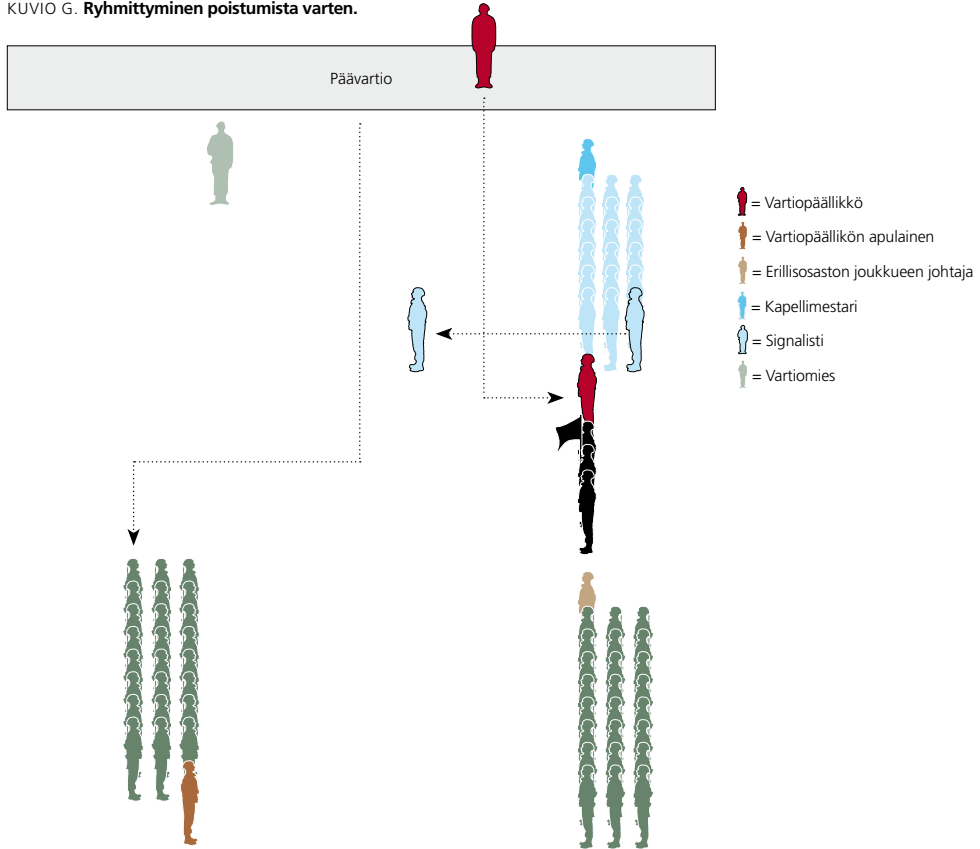 KUVIO G. Ryhmittyminen poistumista varten.
Päävartio
= Vartiopäällikkö
= Vartiopäällikön apulainen
= Erillisosaston joukkueen johtaja
= Kapellimestari
= Signalisti
= Vartiomies